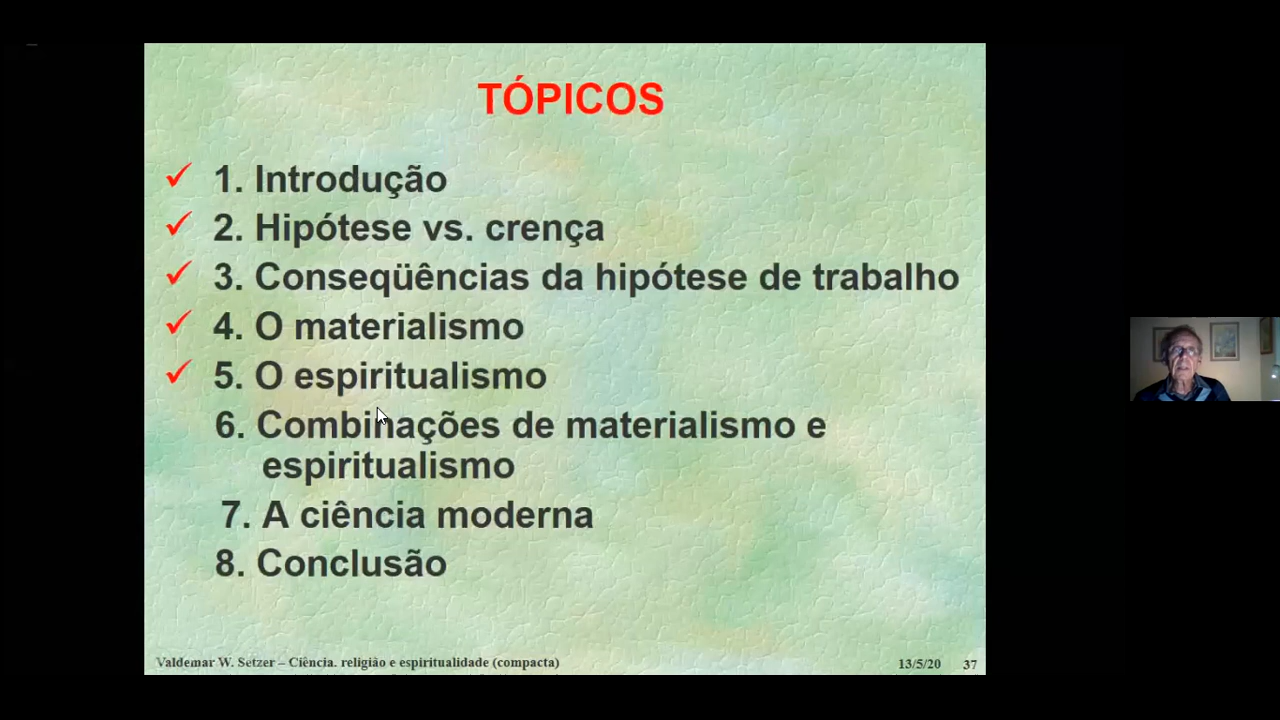 TÓPICOS
1. Introdução
2. Hipótese vs. crença
3. Conseqüências da hipótese de trabalho
4. O materialismo
5. O espiritualismo
6. Combinações de materialismo e
espiritualismo
7. A ciência moderna
8. Conclusão
Valdemar W. Setzer – Ciência. religião e espiritualidade (compacta) 13/5/20 37